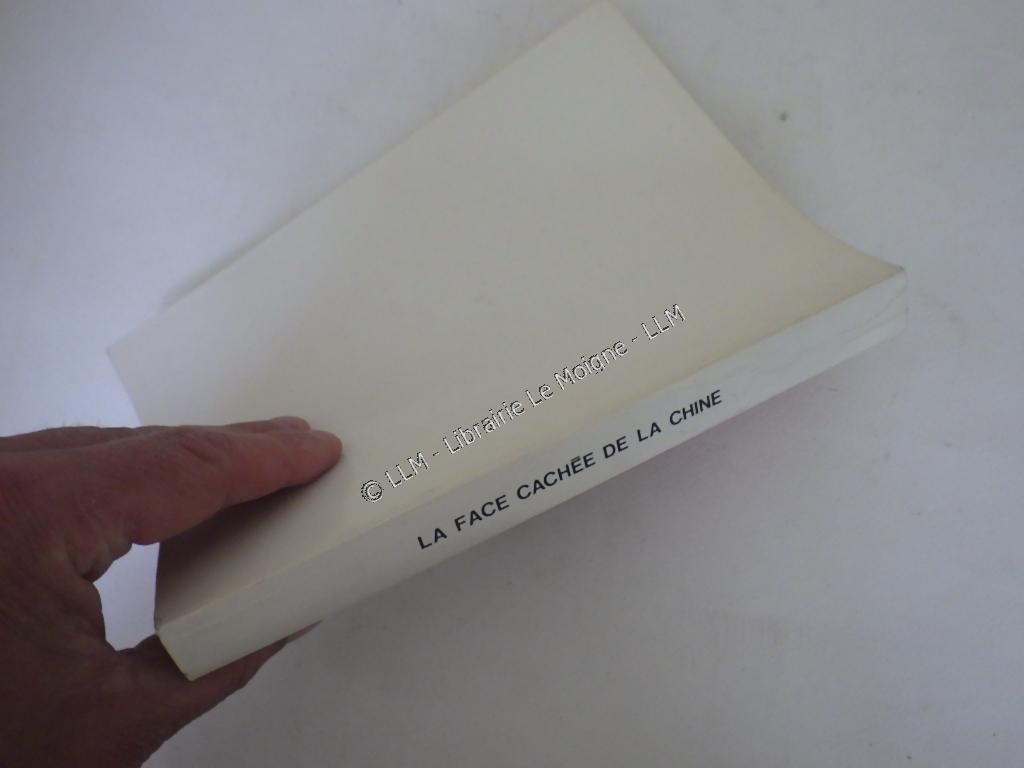 © LLM - Librairie Le Moigne - LLM
LA FACE CACHÉE DE LA CHINE